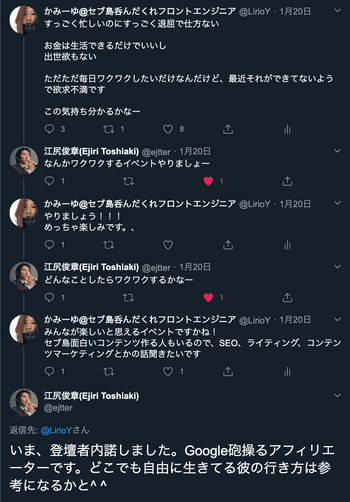 かみーゆ@セブ島呑んだくれフロントエンジニア @LirioY・1月20日
すっごく忙しいのにすっごく退屈で仕方ない
お金は生活できるだけでいいし
出世欲もない
ただただ毎日ワクワクしたいだけなんだけど、最近それができてないよう
で欲求不満です
この気持ち分かるかなー
3 1 8
江尻俊章(Ejiri Toshiaki) @ejtter・1月20日
なんかワクワクするイベントやりましょー
1 1
かみーゆ@セブ島呑んだくれフロントエンジニア @LirioY・1月20日
やりましょう！！！
めっちゃ楽しみです。、
1
江尻俊章(Ejiri Toshiaki) @ejtter・1月20日
どんなことしたらワクワクするかなー
1 1
かみーゆ@セブ島呑んだくれフロントエンジニア @LirioY・1月20日
みんなが楽しいと思えるイベントですかね！
セブ島面白いコンテンツ作る人もいるので、SEO、ライティング、コンテン
ツマーケティングとかの話聞きたいです
1 1
江尻俊章(Ejiri Toshiaki)
@ejtter
返信先: @LirioYさん
いま、登壇者内諾しました。Google砲操るアフィリエ
ーターです。どこでも自由に生きてる彼の行き方は参
考になるかと^ ^